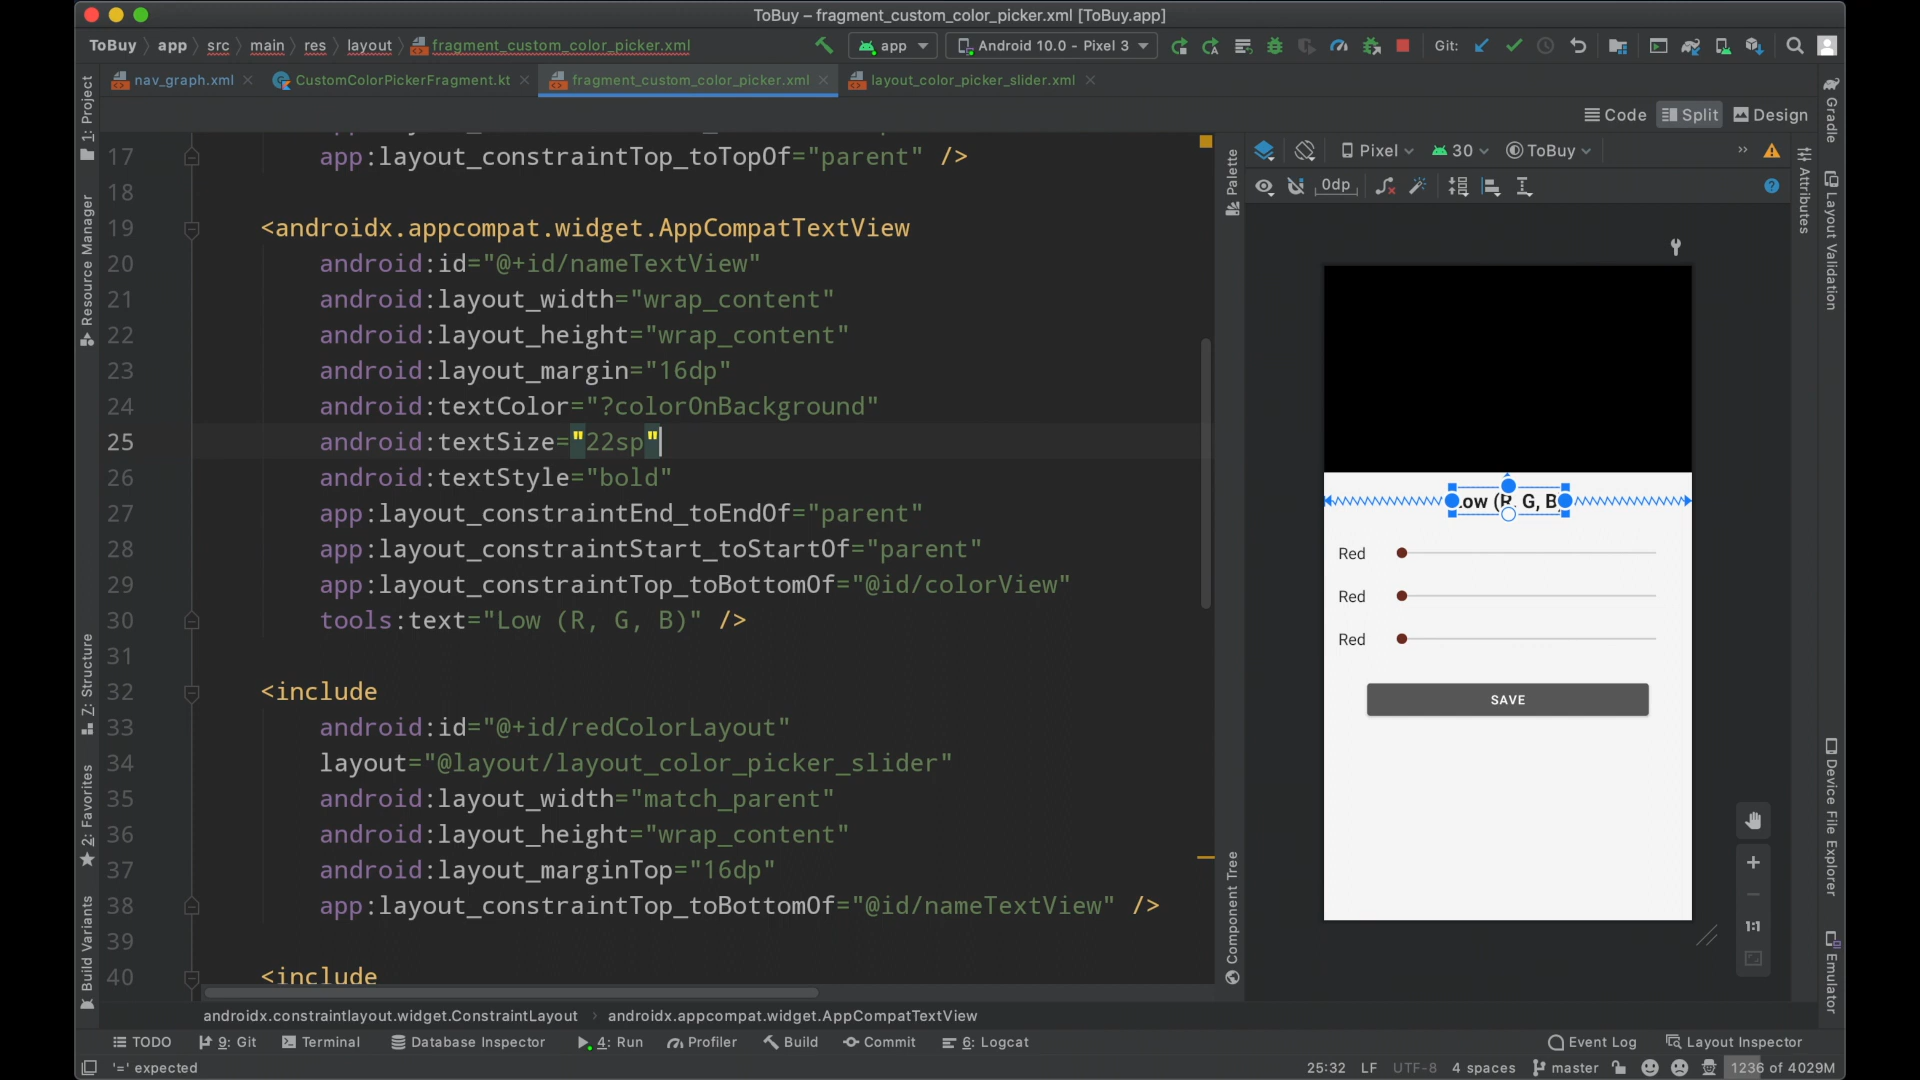 ToBuy – fragment_custom_color_picker.xml [ToBuy.app]
ToBuy app src main res layout fragment_custom_color_picker.xml
app
Android 10.0 - Pixel 3
Git:
nav_graph.xml
CustomColorPickerFragment.kt
fragment_custom_color_picker.xml
layout_color_picker_slider.xml
Code
Split
Design
1: Project
Resource Manager
Z: Structure
2: Favorites
Build Variants
17 app:layout_constraintTop_toTopOf="parent" />
18
19 <androidx.appcompat.widget.AppCompatTextView
20 android:id="@+id/nameTextView"
21 android:layout_width="wrap_content"
22 android:layout_height="wrap_content"
23 android:layout_margin="16dp"
24 android:textColor="?colorOnBackground"
25 android:textSize="22sp"
26 android:textStyle="bold"
27 app:layout_constraintEnd_toEndOf="parent"
28 app:layout_constraintStart_toStartOf="parent"
29 app:layout_constraintTop_toBottomOf="@id/colorView"
30 tools:text="Low (R, G, B)" />
31
32 <include
33 android:id="@+id/redColorLayout"
34 layout="@layout/layout_color_picker_slider"
35 android:layout_width="match_parent"
36 android:layout_height="wrap_content"
37 android:layout_marginTop="16dp"
38 app:layout_constraintTop_toBottomOf="@id/nameTextView" />
39
40 <include
Palette
Component Tree
Pixel
30
ToBuy
0dp
Low (R, G, B
Red
Red
Red
SAVE
1:1
Attributes
Gradle
Layout Validation
Device File Explorer
Emulator
androidx.constraintlayout.widget.ConstraintLayout
androidx.appcompat.widget.AppCompatTextView
TODO
9: Git
Terminal
Database Inspector
4: Run
Profiler
Build
Commit
6: Logcat
Event Log
Layout Inspector
'=' expected
25:32
LF
UTF-8
4 spaces
master
1236 of 4029M